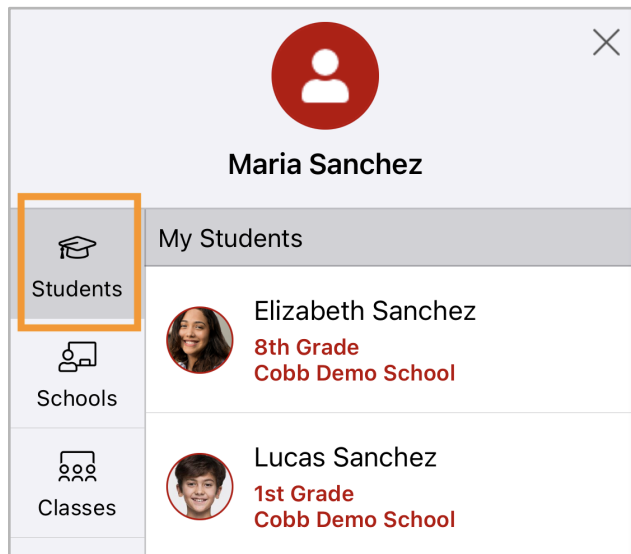 Maria Sanchez
Students
My Students
Elizabeth Sanchez
8th Grade
Cobb Demo School
Schools
Lucas Sanchez
1st Grade
Cobb Demo School
Classes